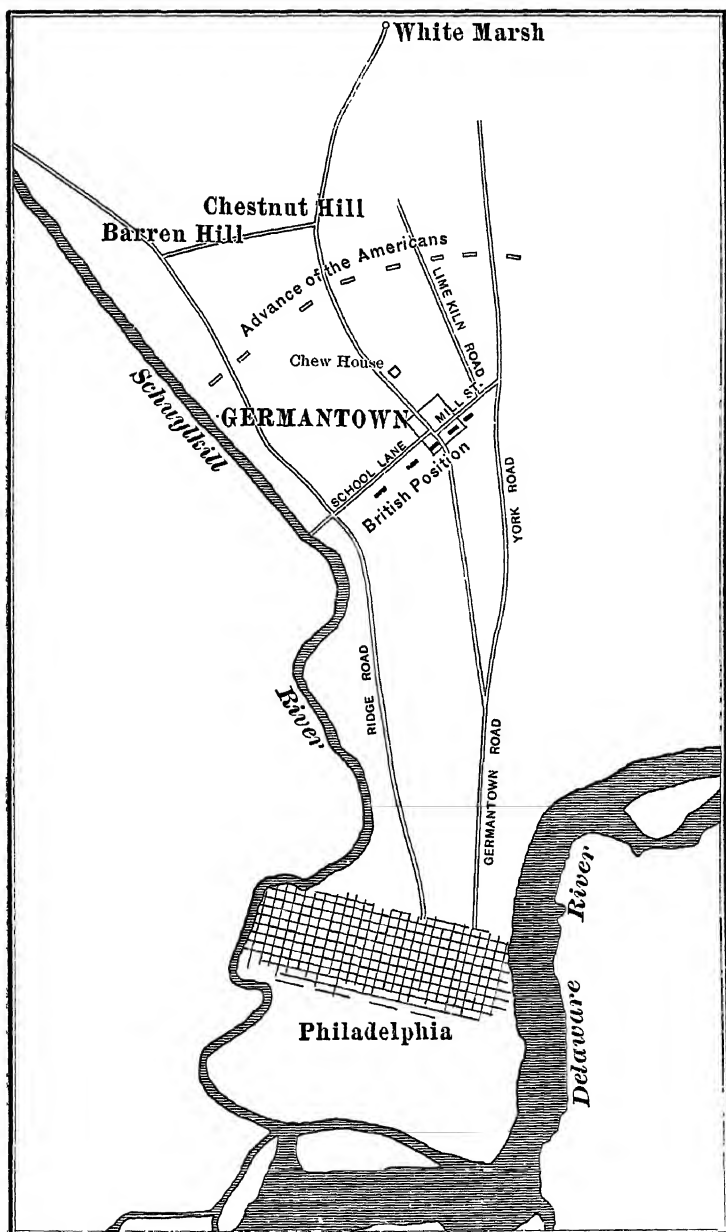 White Marsh
Chestnut Hill
Barren Hill
Advance of the Americans
LIME KILN ROAD
Chew House
Schuylkill
GERMANTOWN
MILL ST.
SCHOOL LANE
British Position
YORK ROAD
River
RIDGE ROAD
GERMANTOWN ROAD
River
Delaware
Philadelphia